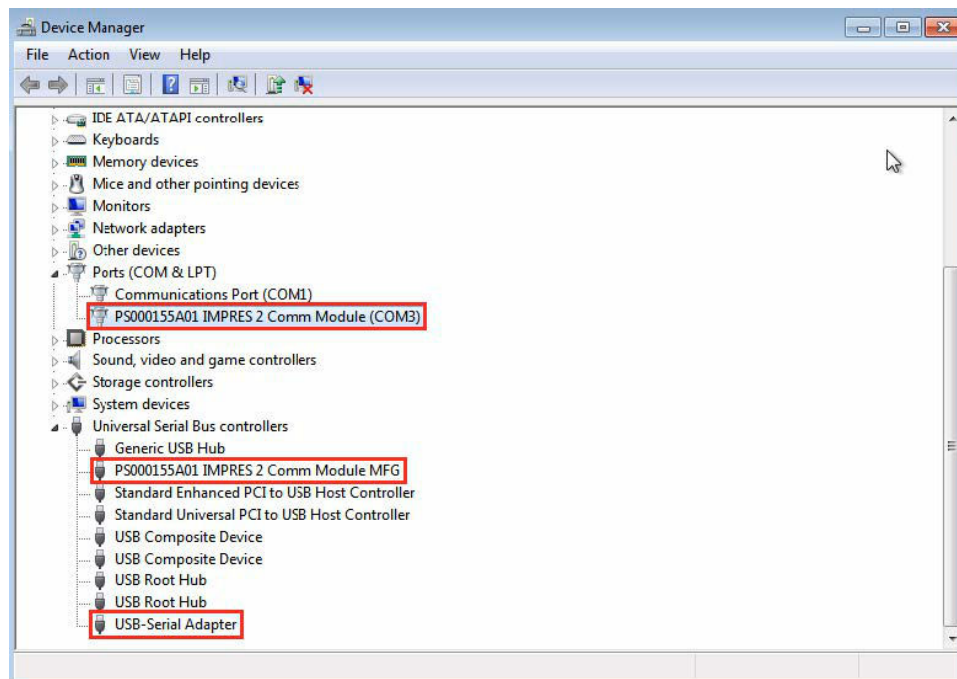 Device Manager
File Action View Help
IDE ATA/ATAPI controllers
Keyboards
Memory devices
Mice and other pointing devices
Monitors
Network adapters
Other devices
Ports (COM & LPT)
Communications Port (COM1)
PS000155A01 IMPRES 2 Comm Module (COM3)
Processors
Sound, video and game controllers
Storage controllers
System devices
Universal Serial Bus controllers
Generic USB Hub
PS000155A01 IMPRES 2 Comm Module MFG
Standard Enhanced PCI to USB Host Controller
Standard Universal PCI to USB Host Controller
USB Composite Device
USB Composite Device
USB Root Hub
USB Root Hub
USB-Serial Adapter